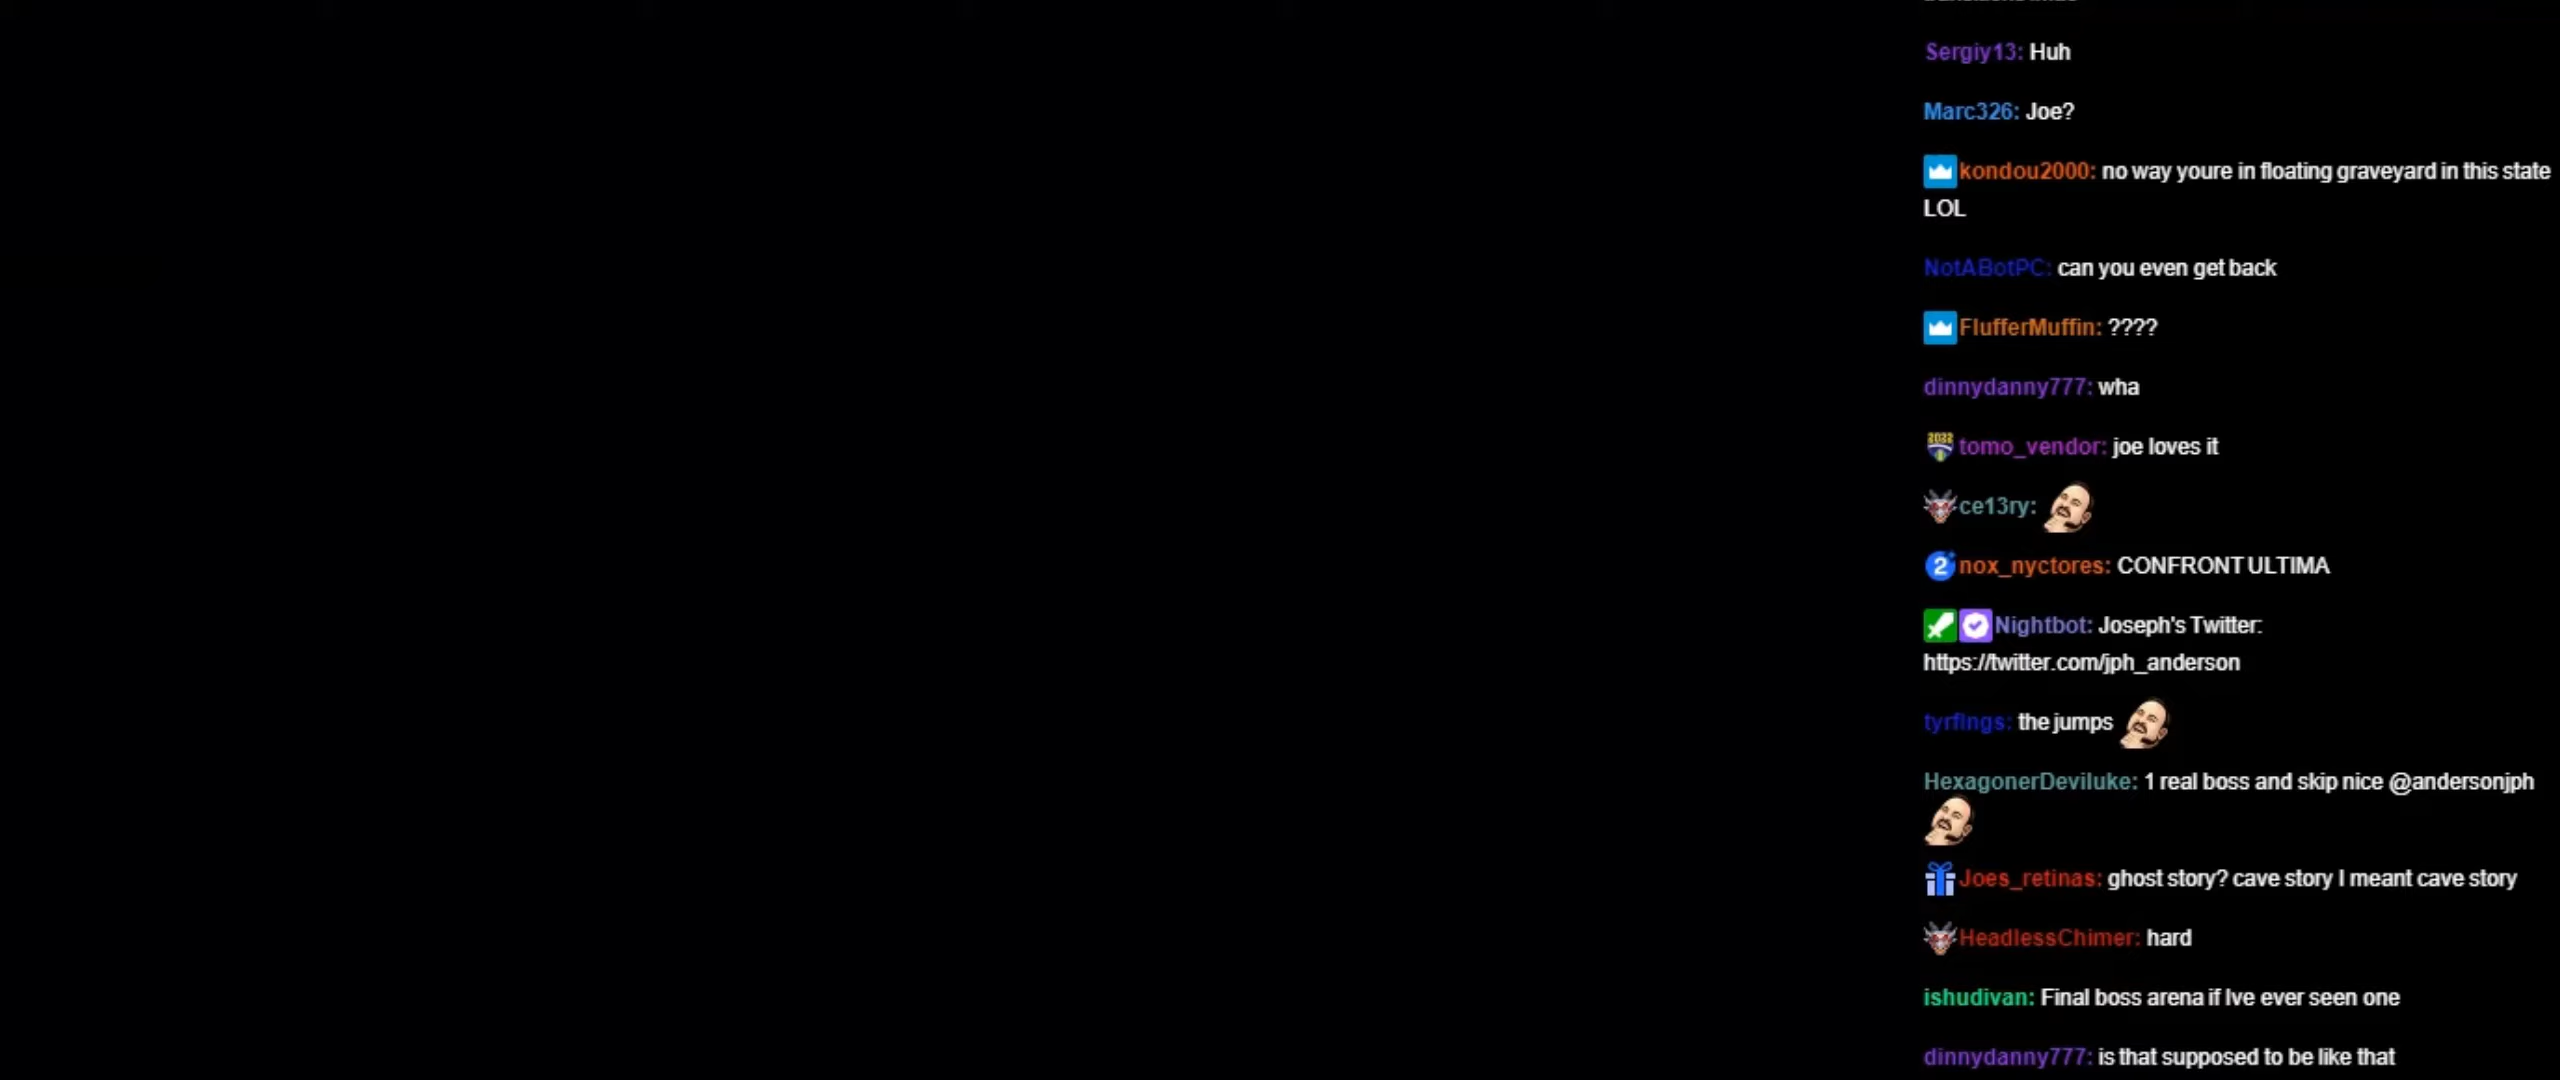 Sergiy13: Huh
Marc326: Joe?
kondou2000: no way youre in floating graveyard in this state
LOL
NotABotPC: can you even get back
FlufferMuffin: ????
dinnydanny777: wha
tomo_vendor: joe loves it
ce13ry:
2 nox_nyctores: CONFRONT ULTIMA
Nightbot: Joseph's Twitter:
https://twitter.com/jph_anderson
tyrfings: the jumps
HexagonerDeviluke: 1 real boss and skip nice @andersonjph
Joes_retinas: ghost story? cave story I meant cave story
HeadlessChimer: hard
ishudivan: Final boss arena if Ive ever seen one
dinnydanny777: is that supposed to be like that